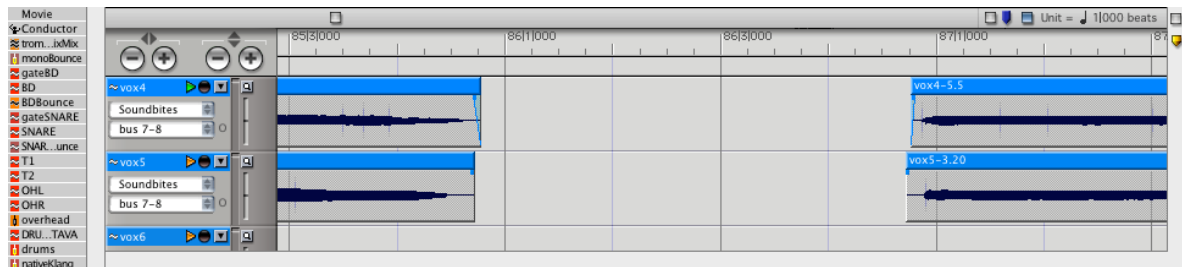 Movie
Conductor
trom...ixMix
monoBounce
gateBD
BD
BDBounce
gateSNARE
SNARE
SNAR...unce
T1
T2
OHL
OHR
overhead
DRU...TAVA
drums
nativeKlang
Unit = 1|000 beats
85|3|000
86|1|000
86|3|000
87|1|000
87
vox4
Soundbites
bus 7-8
vox4-5.5
vox5
Soundbites
bus 7-8
vox5-3.20
vox6